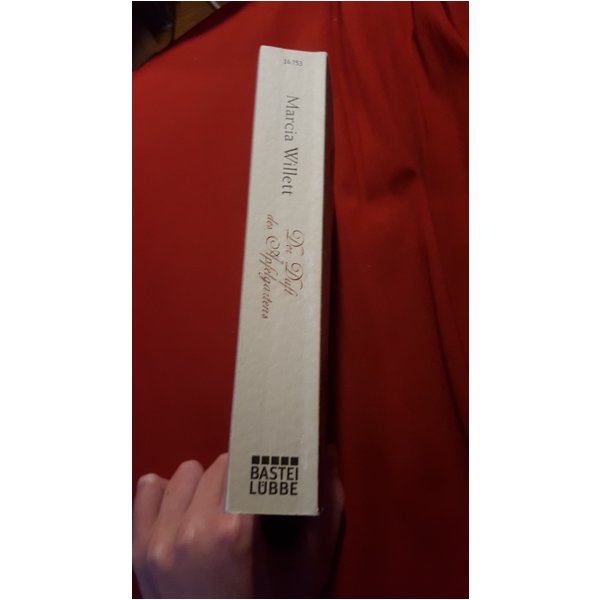 16 753
Marcia Willett
Der Duft
des Apfelgartens
BASTEI
LÜBBE